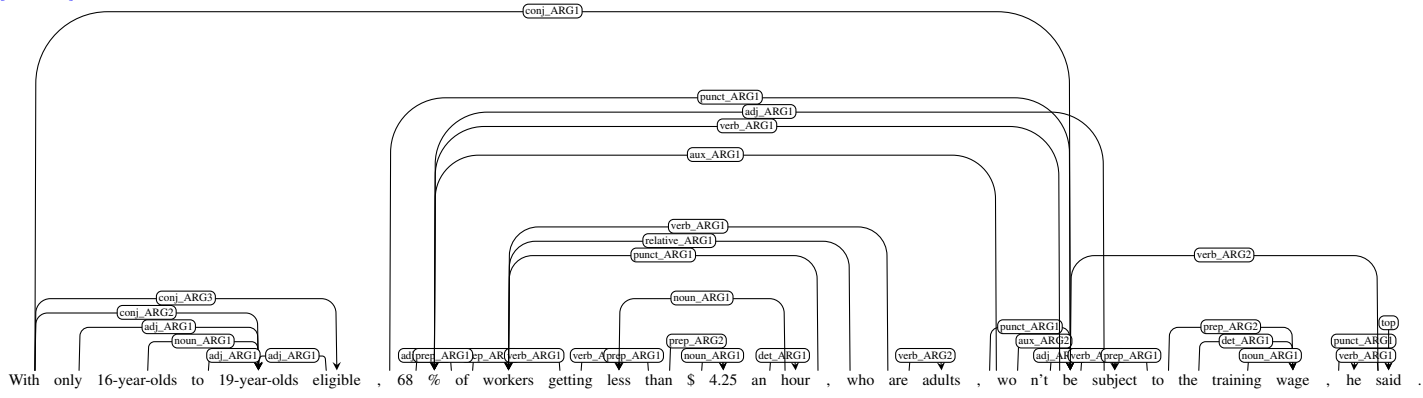 conj_ARG1
punct_ARG1
adj_ARG1
verb_ARG1
aux_ARG1
verb_ARG1
relative_ARG1
punct_ARG1
verb_ARG2
conj_ARG3 noun_ARG1
conj_ARG2 top
adj_ARG1 punct_ARG1 prep_ARG2
noun_ARG1 prep_ARG2 aux_ARG2 det_ARG1 punct_ARG1
adj_ARG1 adj_ARG1 prep_ARG1 verb_ARG1 prep_ARG1 noun_ARG1 det_ARG1 verb_ARG2 prep_ARG1 noun_ARG1 verb_ARG1
With only 16-year-olds to 19-year-olds eligible , 68 % of workers getting less than $ 4.25 an hour , who are adults , wo n't be subject to the training wage , he said .